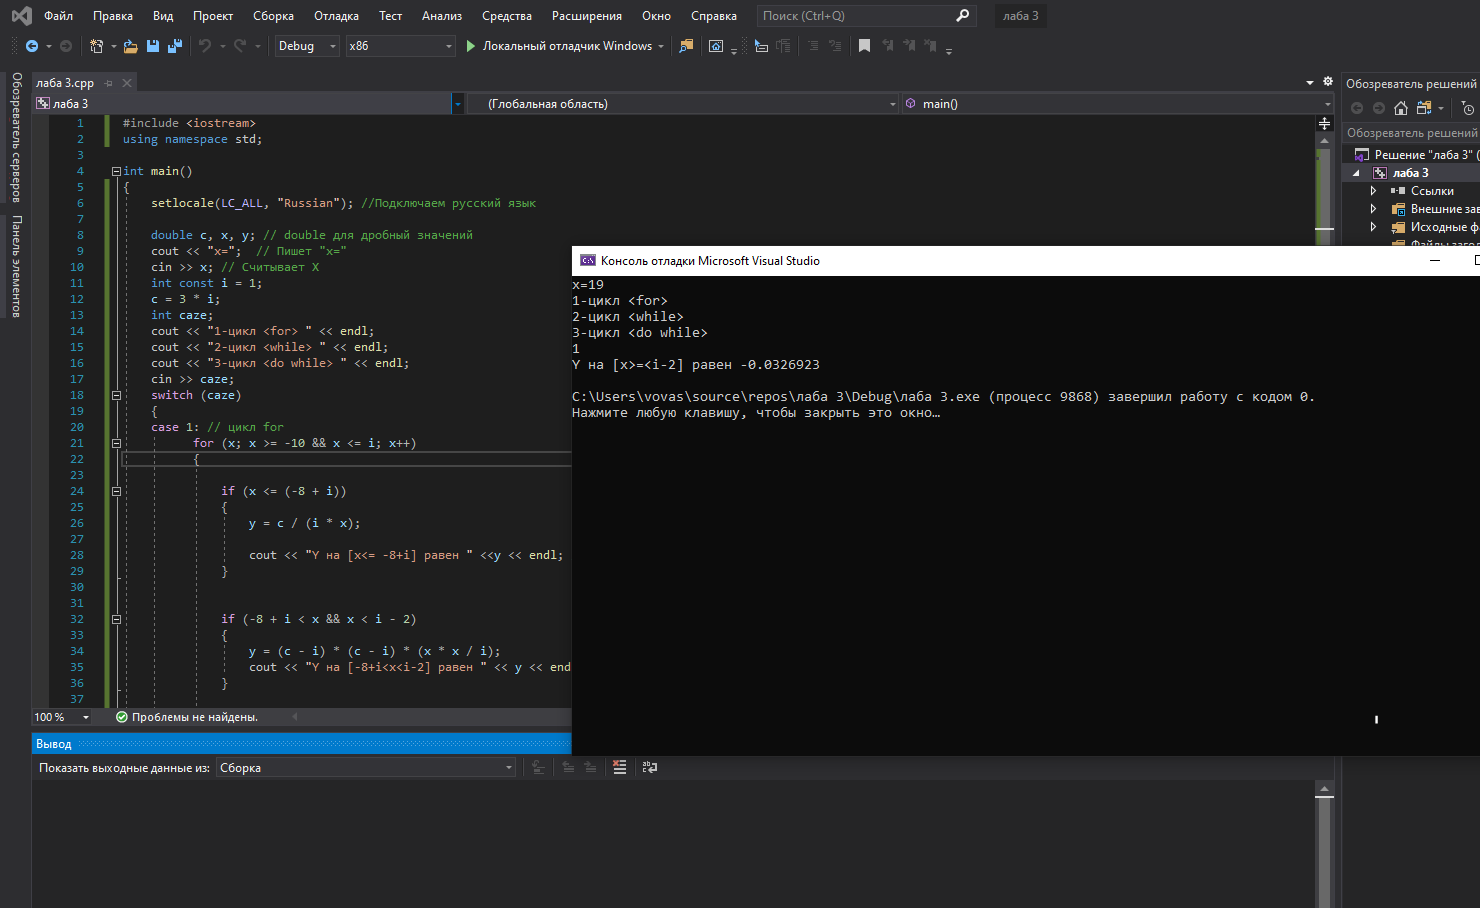 Файл Правка Вид Проект Сборка Отладка Тест Анализ Средства Расширения Окно Справка Поиск (Ctrl+Q) лаба 3
Debug x86 Локальный отладчик Windows
Обозреватель серверов
Панель элементов
лаба 3.cpp
лаба 3 (Глобальная область) main()
1 #include <iostream>
2 using namespace std;
3
4 int main()
5 {
6 setlocale(LC_ALL, "Russian"); //Подключаем русский язык
7
8 double c, x, y; // double для дробный значений
9 cout << "x="; // Пишет "x="
10 cin >> x; // Считывает X
11 int const i = 1;
12 c = 3 * i;
13 int caze;
14 cout << "1-цикл <for> " << endl;
15 cout << "2-цикл <while> " << endl;
16 cout << "3-цикл <do while> " << endl;
17 cin >> caze;
18 switch (caze)
19 {
20 case 1: // цикл for
21 for (x; x >= -10 && x <= i; x++)
22 {
23
24 if (x <= (-8 + i))
25 {
26 y = c / (i * x);
27
28 cout << "Y на [x<= -8+i] равен " <<y << endl;
29 }
30
31
32 if (-8 + i < x && x < i - 2)
33 {
34 y = (c - i) * (c - i) * (x * x / i);
35 cout << "Y на [-8+i<x<i-2] равен " << y << end
36 }
37
100 % Проблемы не найдены.
Вывод
Показать выходные данные из: Сборка
Обозреватель решений
Обозреватель решений
Решение "лаба 3" (
лаба 3
Ссылки
Внешние зав
Исходные ф
Файлы заго
C:\ Консоль отладки Microsoft Visual Studio
x=19
1-цикл <for>
2-цикл <while>
3-цикл <do while>
1
Y на [x>=<i-2] равен -0.0326923
C:\Users\vovas\source\repos\лаба 3\Debug\лаба 3.exe (процесс 9868) завершил работу с кодом 0.
Нажмите любую клавишу, чтобы закрыть это окно…